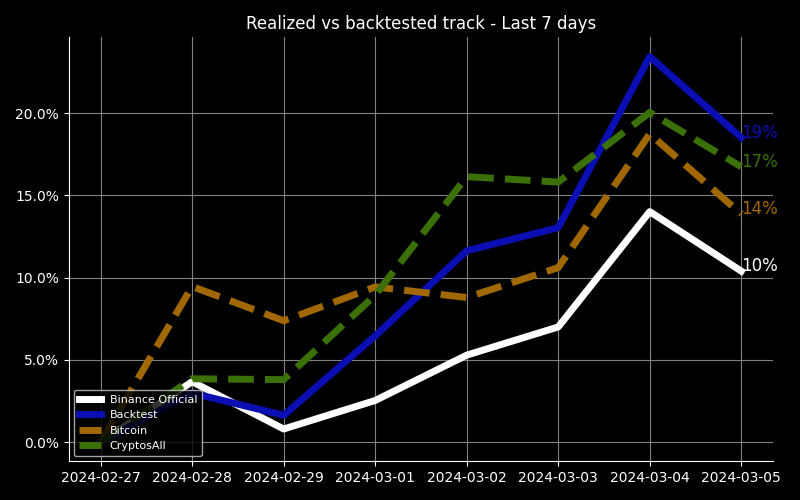 Realized vs backtested track - Last 7 days
20.0%
15.0%
10.0%
5.0%
0.0%
19%
17%
14%
10%
Binance Official
Backtest
Bitcoin
CryptosAll
2024-02-27 2024-02-28 2024-02-29 2024-03-01 2024-03-02 2024-03-03 2024-03-04 2024-03-05